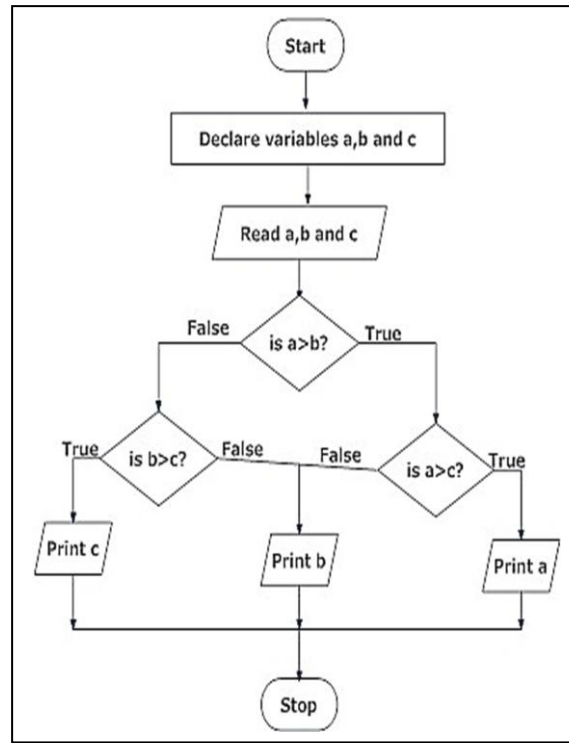 Start
Declare variables a,b and c
Read a,b and c
is a>b?
False
True
is b>c?
True
False
is a>c?
False
True
Print c
Print b
Print a
Stop